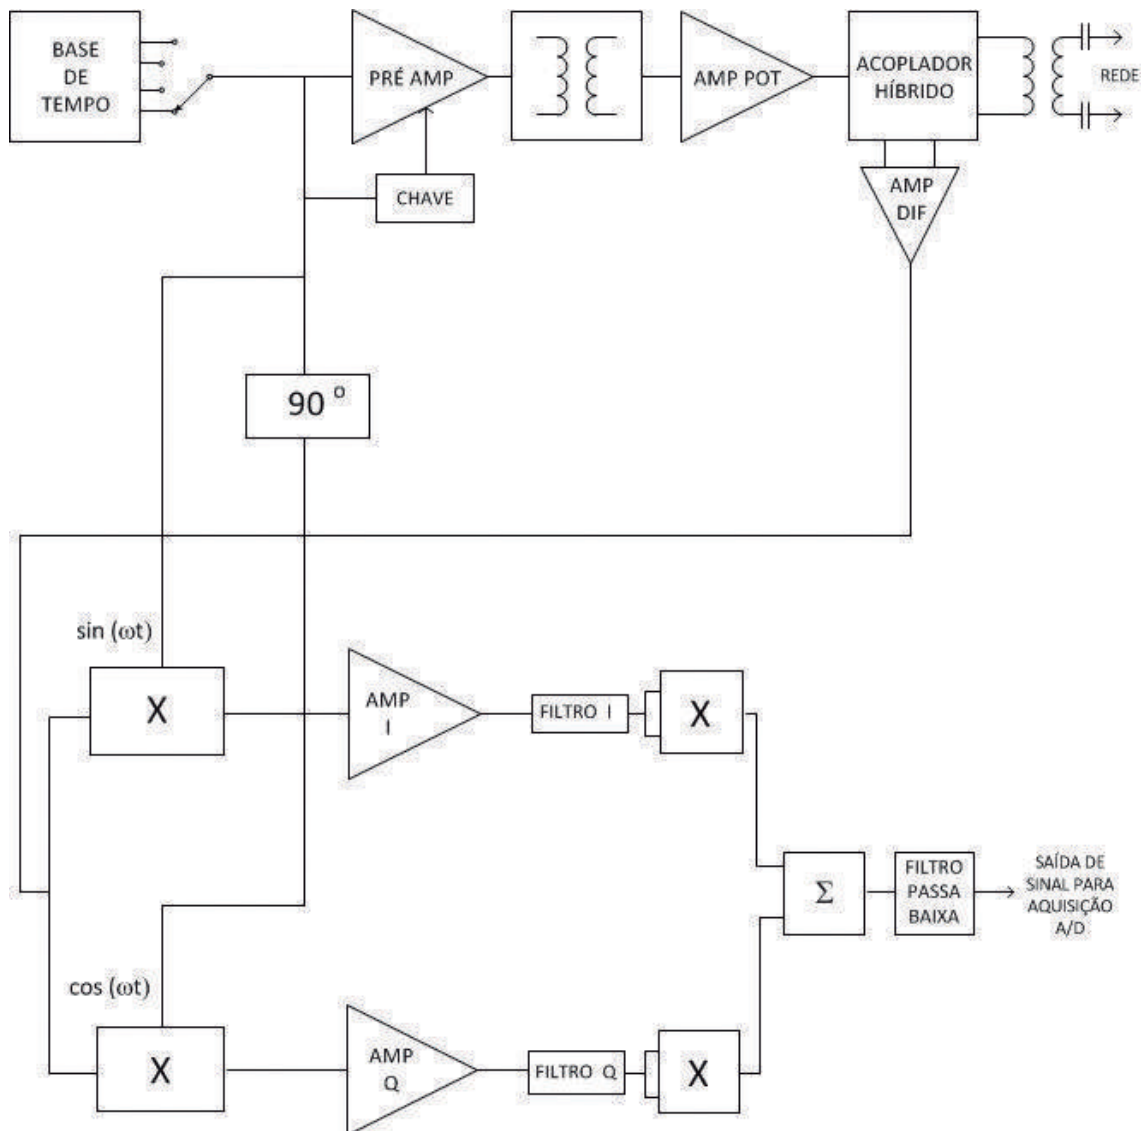 BASE
DE
TEMPO
PRÉ AMP
AMP POT
ACOPLADOR
HÍBRIDO
REDE
CHAVE
AMP
DIF
90 º
sin (ωt)
X
AMP
I
FILTRO I
X
Σ
FILTRO
PASSA
BAIXA
SAÍDA DE
SINAL PARA
AQUISIÇÃO
A/D
cos (ωt)
X
AMP
Q
FILTRO Q
X